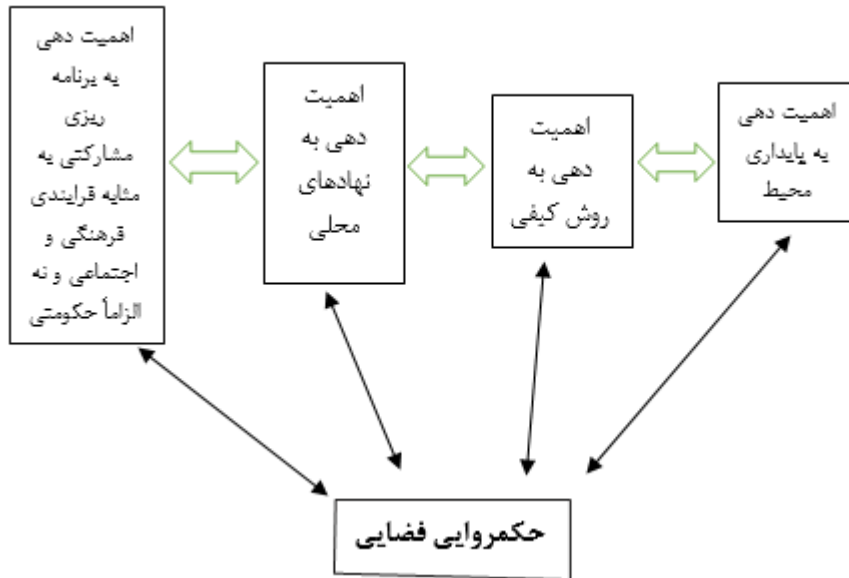 اهمیت دهی
به پایداری
محیط
اهمیت
دهی به
روش کیفی
اهمیت
دهی به
نهادهای
محلی
اهمیت دهی
به برنامه
ریزی
مشارکتی به
مثابه فرایندی
فرهنگی و
اجتماعی و نه
الزاماً حکومتی
حکمروایی فضایی